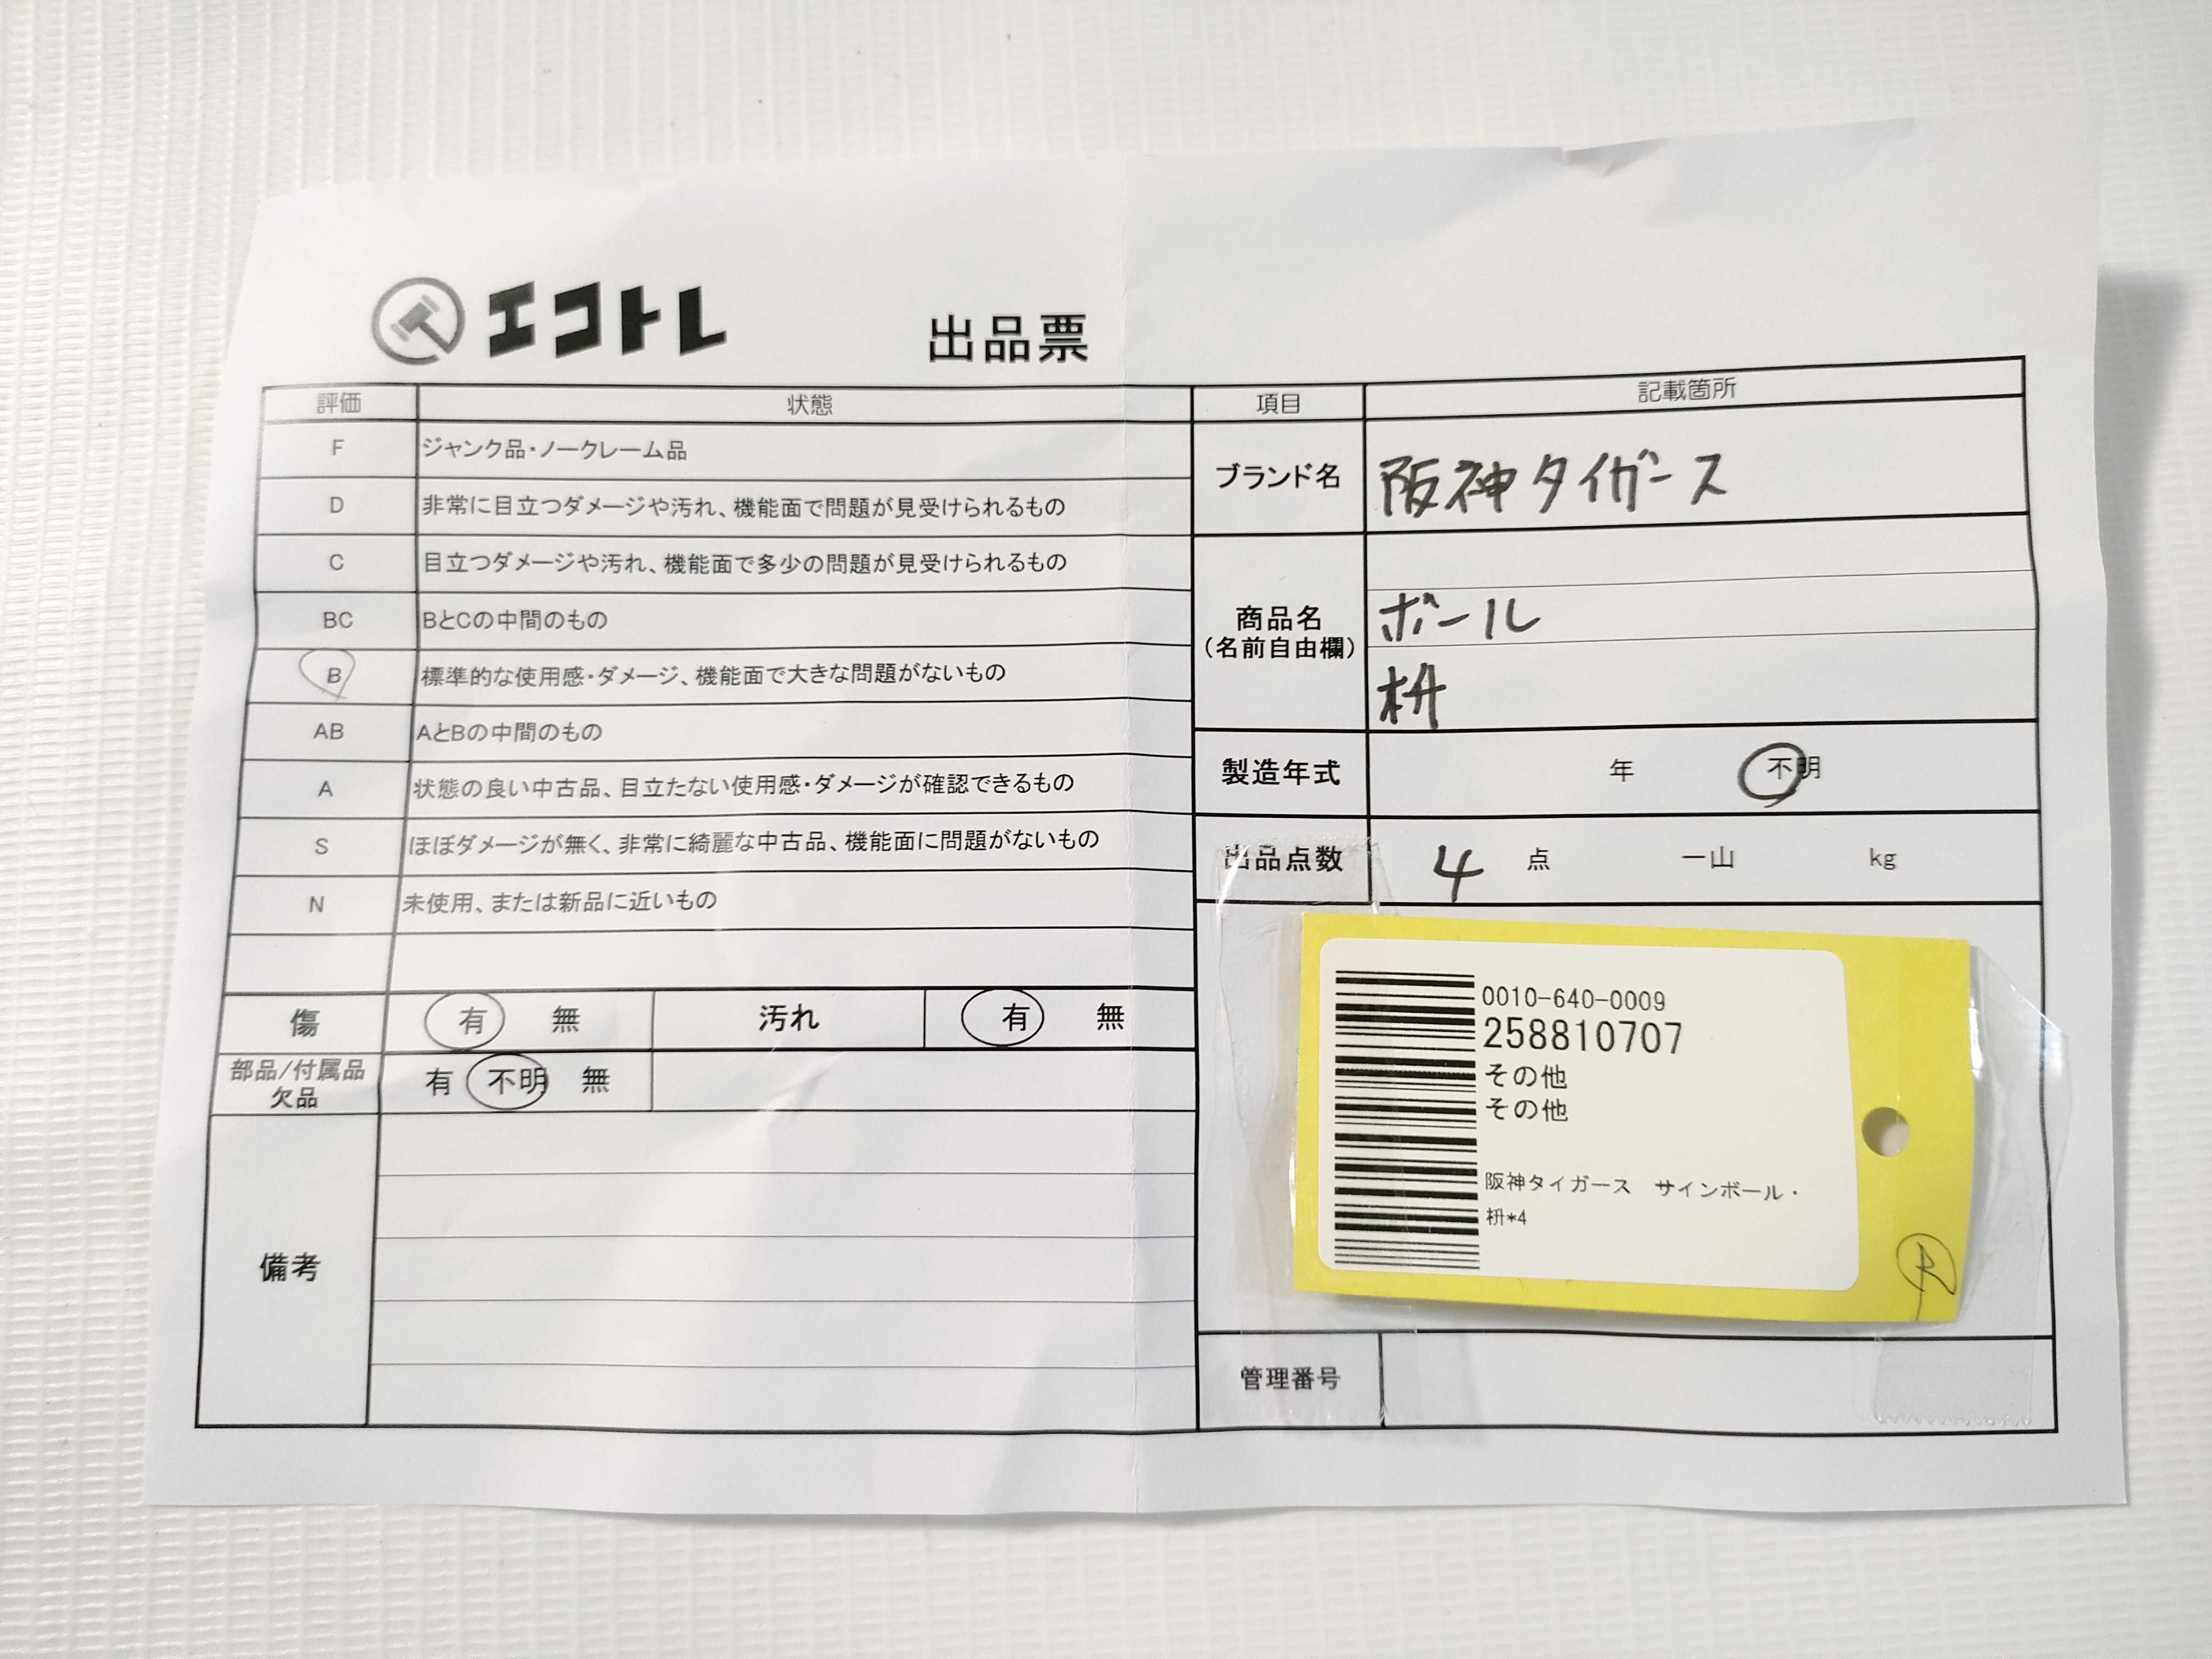 エコトレ
出品票
評価 状態
F ジャンク品・ノークレーム品
D 非常に目立つダメージや汚れ、機能面で問題が見受けられるもの
C 目立つダメージや汚れ、機能面で多少の問題が見受けられるもの
BC BとCの中間のもの
B 標準的な使用感・ダメージ、機能面で大きな問題がないもの
AB AとBの中間のもの
A 状態の良い中古品、目立たない使用感・ダメージが確認できるもの
S ほぼダメージが無く、非常に綺麗な中古品、機能面に問題がないもの
N 未使用、または新品に近いもの
傷 有 無 汚れ 有 無
部品/付属品
欠品
有 不明 無
備考
項目 記載箇所
ブランド名 阪神タイガース
商品名
(名前自由欄)
ボール
枡
製造年式 年 不明
出品点数 4 点 一山 kg
0010-640-0009
258810707
その他
その他
阪神タイガース サインボール・
枡*4
管理番号